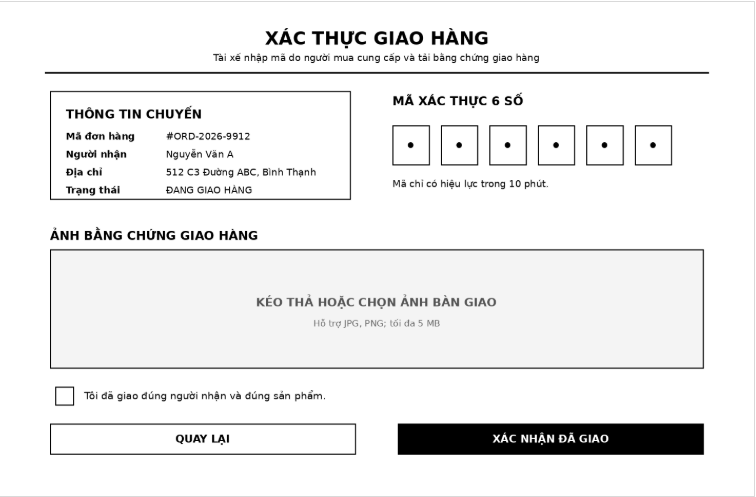 XÁC THỰC GIAO HÀNG
Tài xế nhập mã do người mua cung cấp và tải bằng chứng giao hàng
THÔNG TIN CHUYẾN
Mã đơn hàng #ORD-2026-9912
Người nhận Nguyễn Văn A
Địa chỉ 512 C3 Đường ABC, Bình Thạnh
Trạng thái ĐANG GIAO HÀNG
MÃ XÁC THỰC 6 SỐ
• • • • • •
Mã chỉ có hiệu lực trong 10 phút.
ẢNH BẰNG CHỨNG GIAO HÀNG
KÉO THẢ HOẶC CHỌN ẢNH BÀN GIAO
Hỗ trợ JPG, PNG; tối đa 5 MB
Tôi đã giao đúng người nhận và đúng sản phẩm.
QUAY LẠI
XÁC NHẬN ĐÃ GIAO